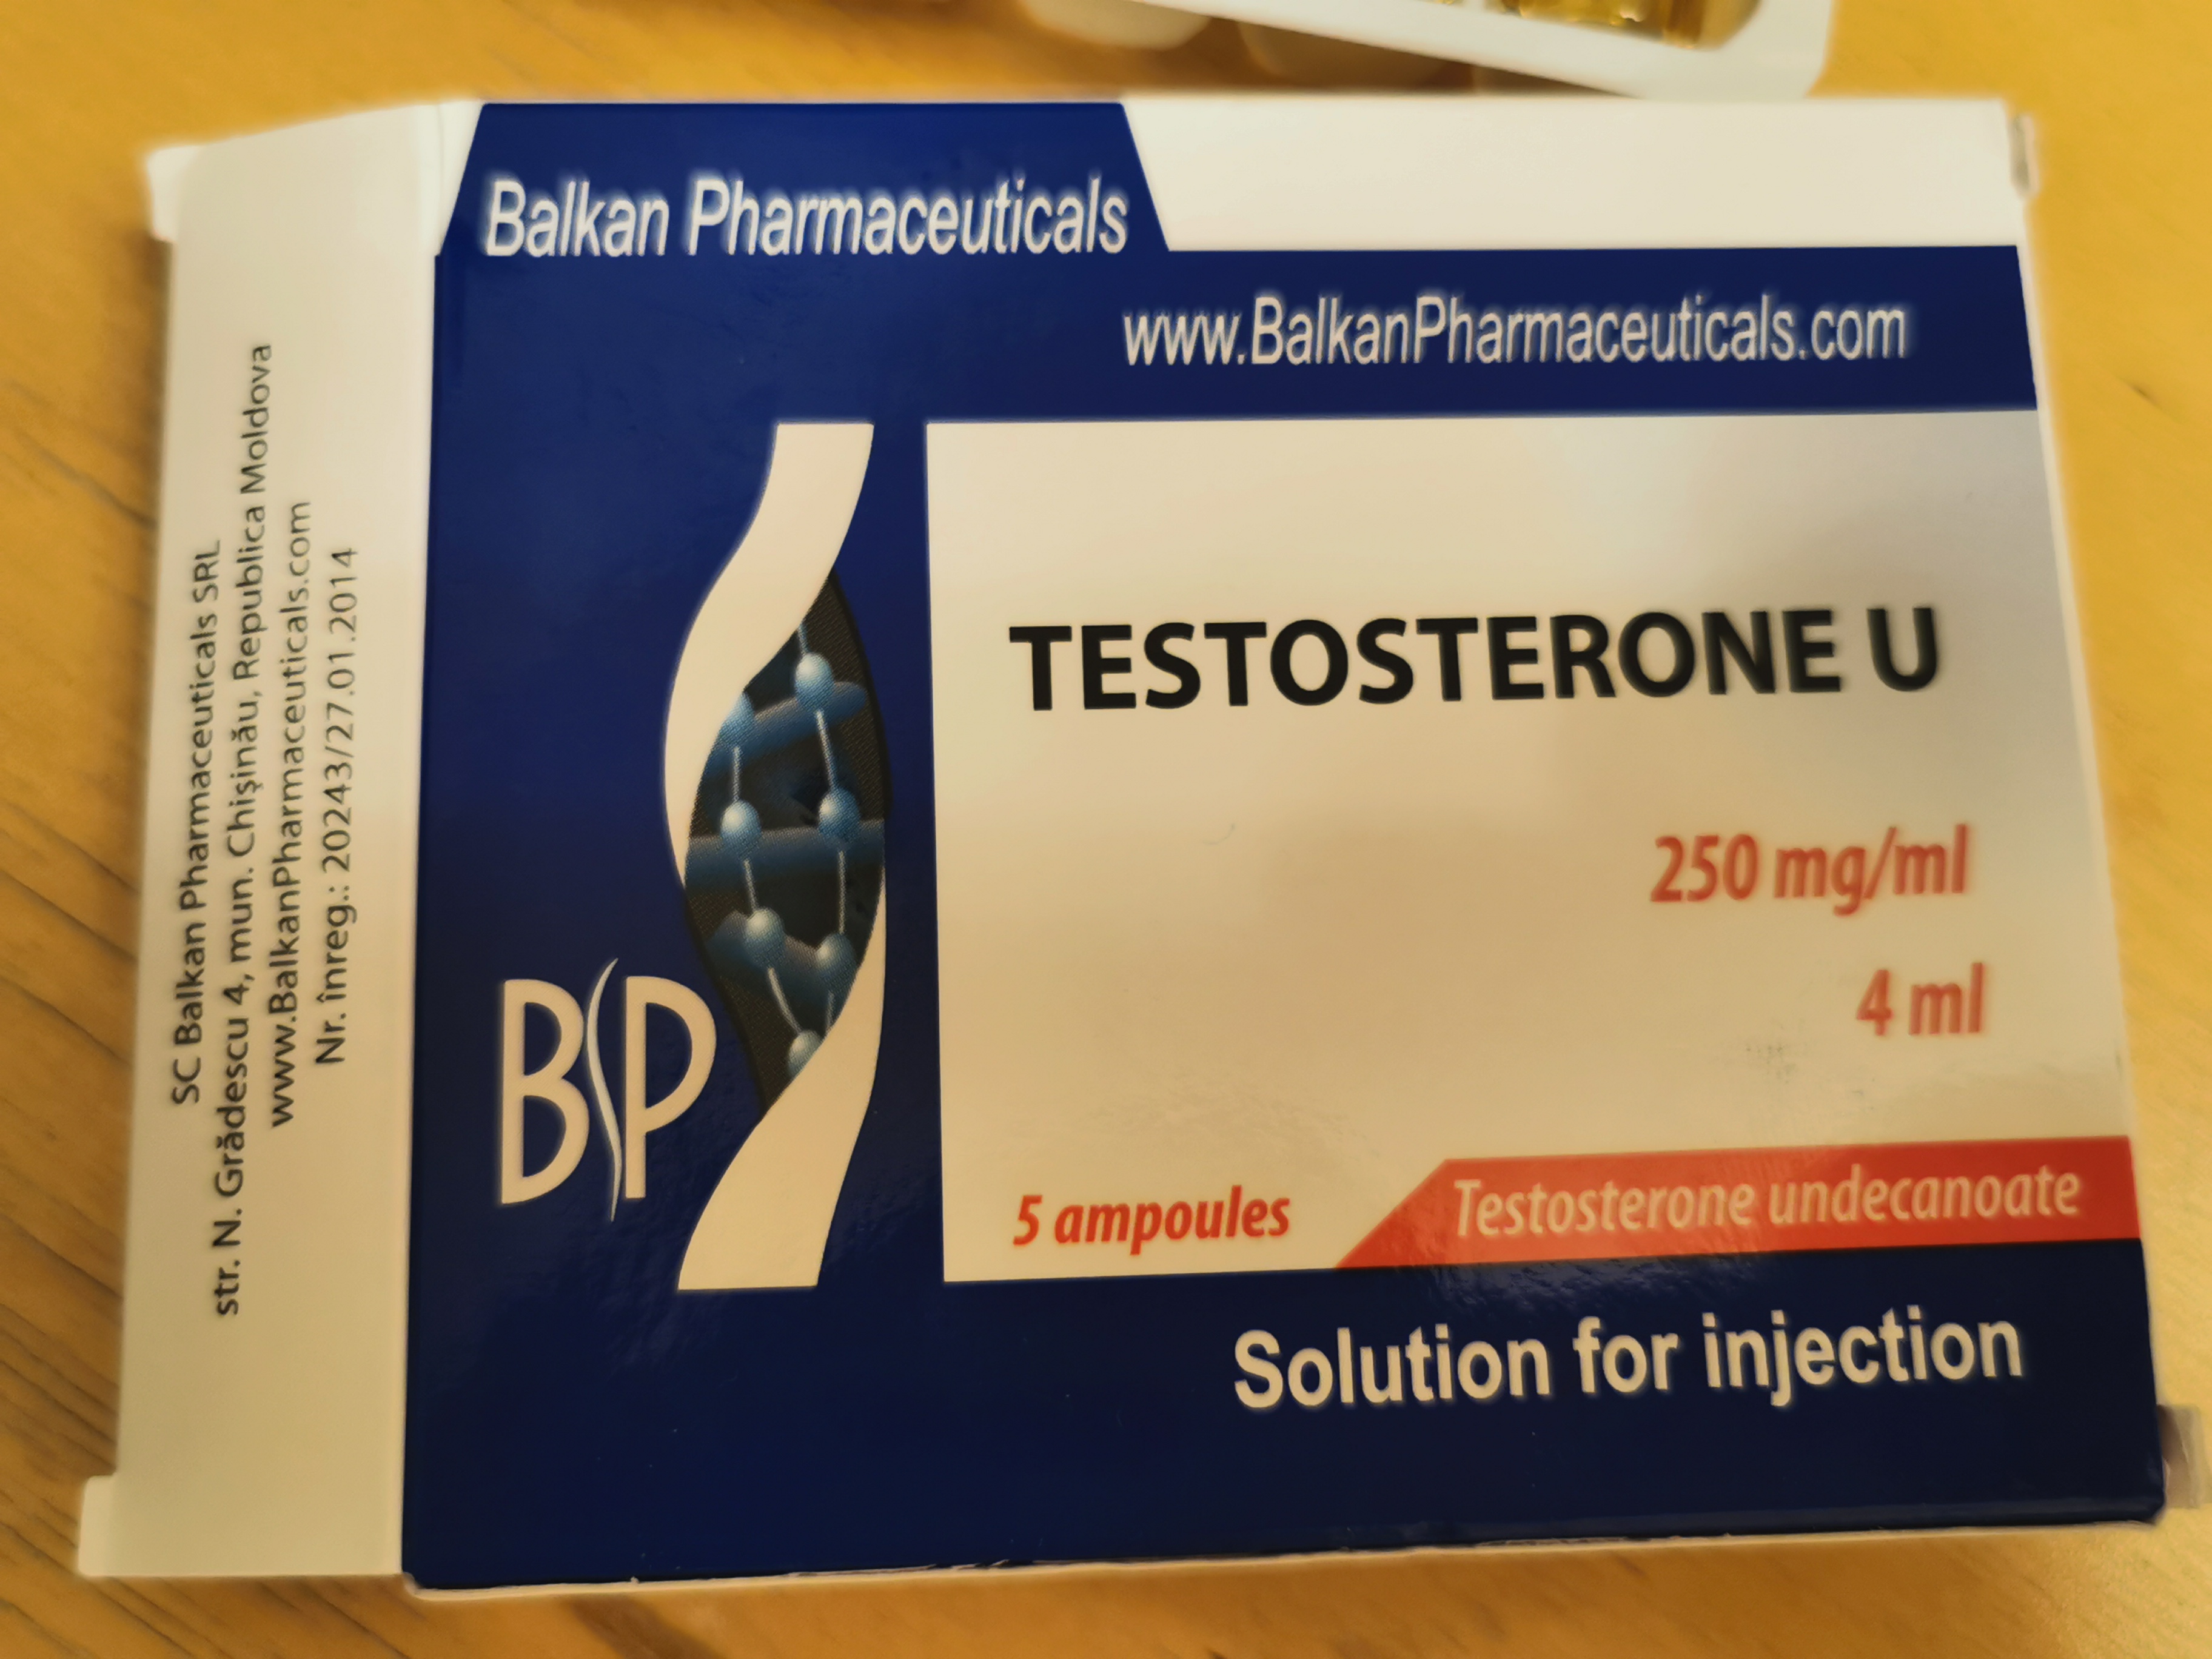 Balkan Pharmaceuticals
www.BalkanPharmaceuticals.com
TESTOSTERONE U
250 mg/ml
4 ml
5 ampoules
Testosterone undecanoate
Solution for injection
BP
SC Balkan Pharmaceuticals SRL
str. N. Grădescu 4, mun. Chişinău, Republica Moldova
www.BalkanPharmaceuticals.com
Nr. înreg.: 20243/27.01.2014